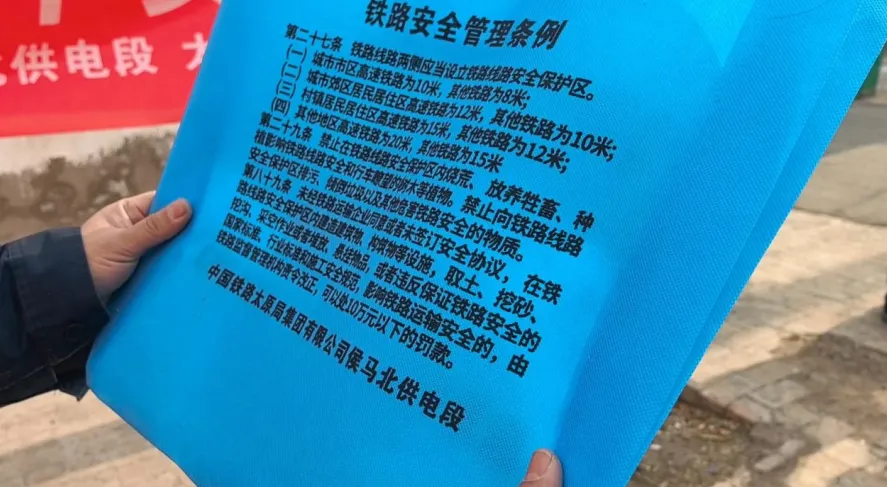 北供电段 太
铁路安全管理条例
第二十七条 铁路线路两侧应当设立铁路线路安全保护区。
(一) 城市市区高速铁路为10米，其他铁路为8米；
(二) 城市郊区居民居住区高速铁路为12米，其他铁路为10米；
(三) 村镇居民居住区高速铁路为15米，其他铁路为12米；
(四) 其他地区高速铁路为20米，其他铁路为15米
第二十九条 禁止在铁路线路安全保护区内烧荒、放养牲畜、种
植影响铁路线路安全和行车瞭望的树木等植物。禁止向铁路线路
安全保护区排污、倾倒垃圾以及其他危害铁路安全的物质。
第八十九条 未经铁路运输企业同意或者未签订安全协议，在铁
路线路安全保护区内建造建筑物、构筑物等设施，取土、挖砂、
挖沟、采空作业或者堆放、悬挂物品，或者违反保证铁路安全的
国家标准、行业标准和施工安全规范，影响铁路运输安全的，由
铁路监督管理机构责令改正，可以处10万元以下的罚款。
中国铁路太原局集团有限公司侯马北供电段